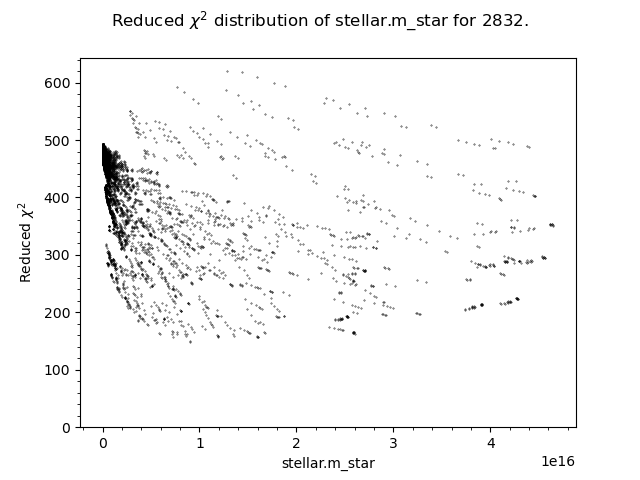 Reduced χ² distribution of stellar.m_star for 2832.
600
500
400
300
200
100
0
Reduced χ²
0 1 2 3 4
1e16
stellar.m_star